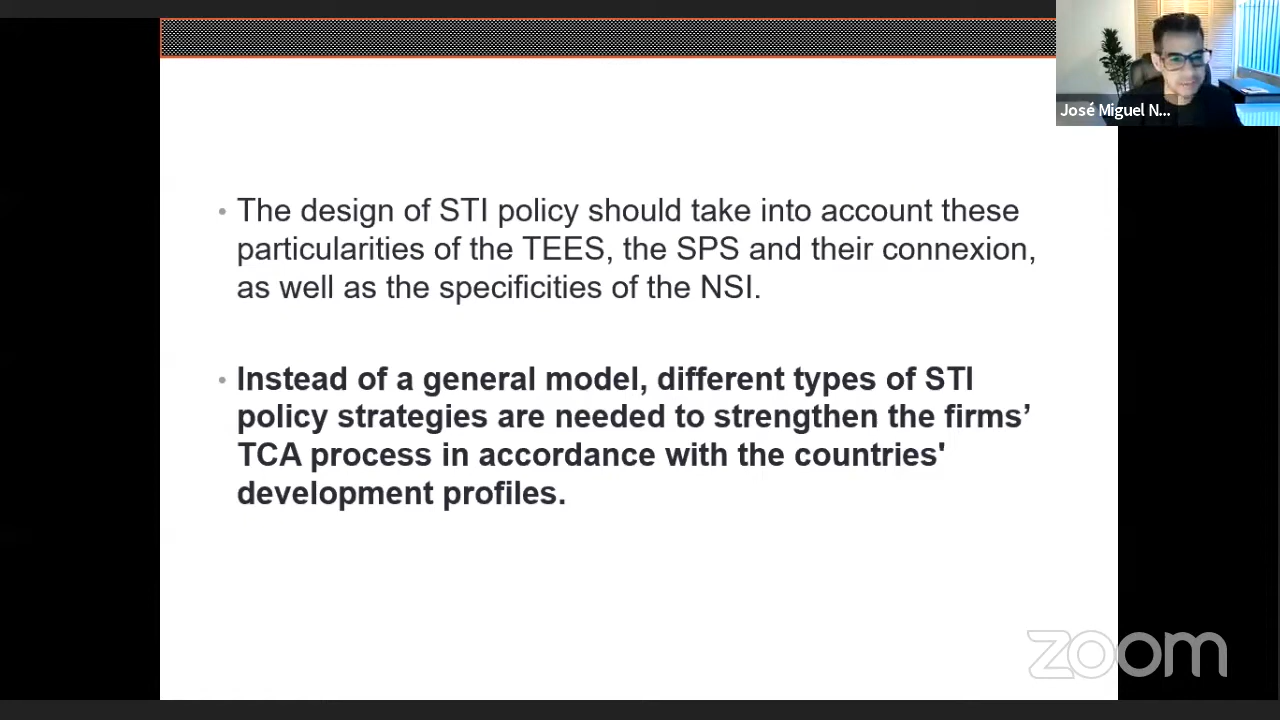 José Miguel N...
• The design of STI policy should take into account these
particularities of the TEES, the SPS and their connexion,
as well as the specificities of the NSI.
• Instead of a general model, different types of STI
policy strategies are needed to strengthen the firms’
TCA process in accordance with the countries'
development profiles.
zoom